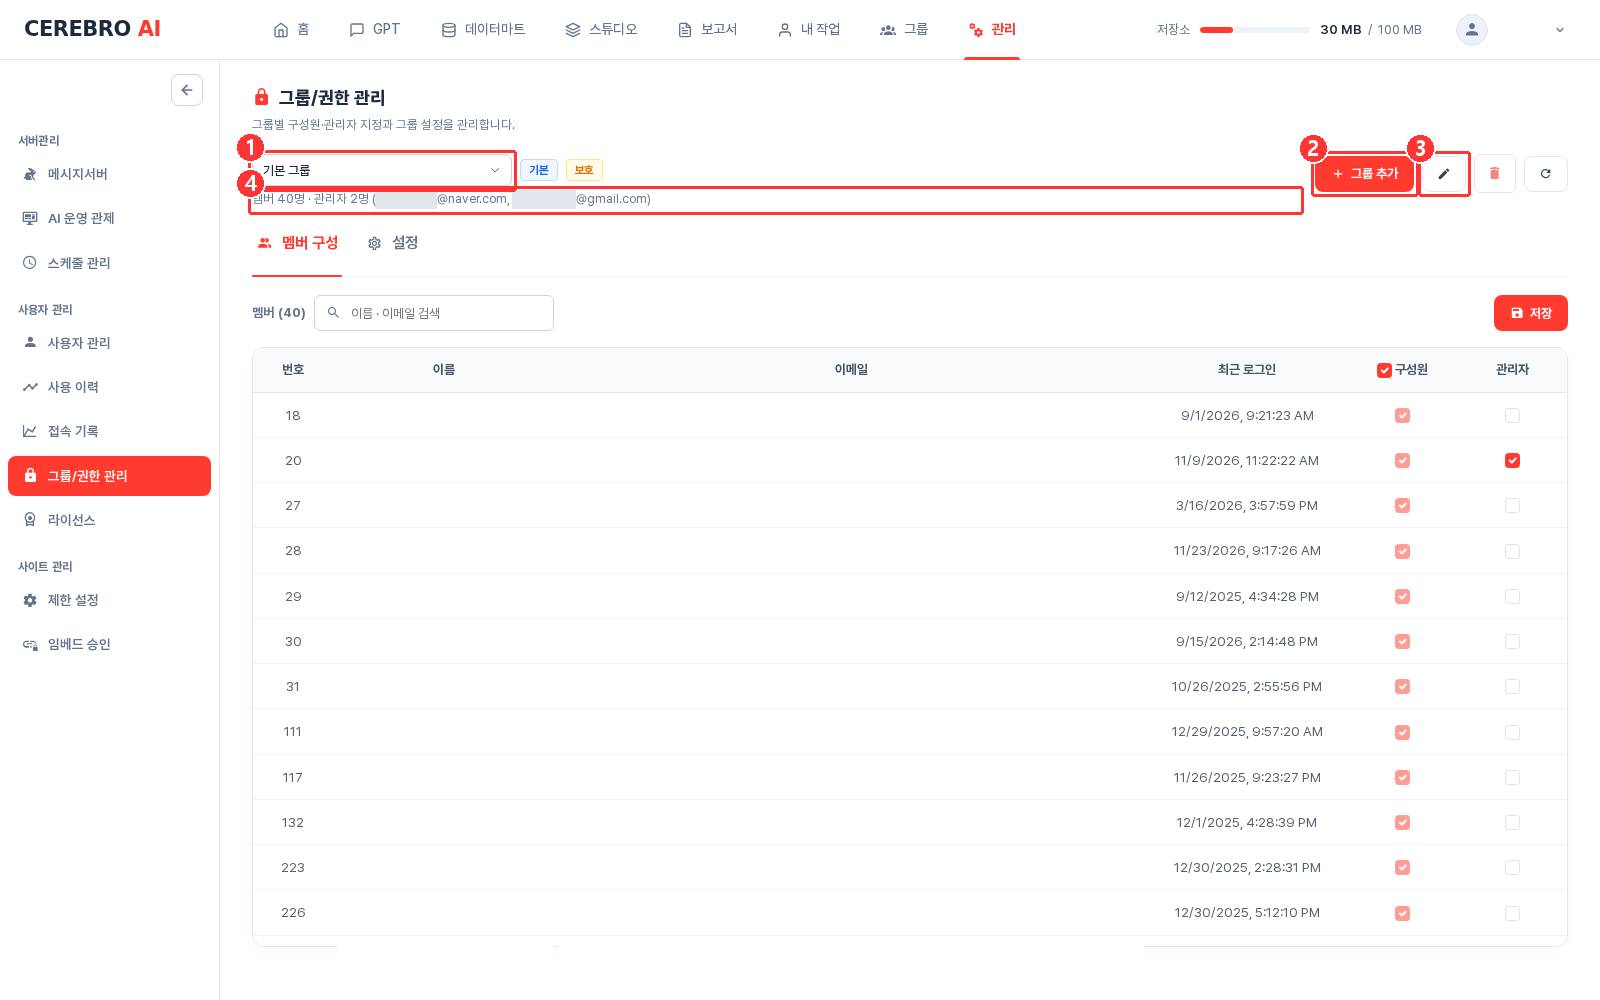 CEREBRO AI
홈
GPT
데이터마트
스튜디오
보고서
내 작업
그룹
관리
저장소
30 MB / 100 MB
서버관리
메시지서버
AI 운영 관제
스케줄 관리
사용자 관리
사용자 관리
사용 이력
접속 기록
그룹/권한 관리
라이선스
사이트 관리
제한 설정
임베드 승인
그룹/권한 관리
그룹별 구성원·관리자 지정과 그룹 설정을 관리합니다.
1
기본 그룹
기본
보호
2
+ 그룹 추가
3
4
멤버 40명 · 관리자 2명 (
@naver.com,
@gmail.com)
멤버 구성
설정
멤버 (40)
이름 · 이메일 검색
저장
번호 이름 이메일 최근 로그인 구성원 관리자
18 9/1/2026, 9:21:23 AM
20 11/9/2026, 11:22:22 AM
27 3/16/2026, 3:57:59 PM
28 11/23/2026, 9:17:26 AM
29 9/12/2025, 4:34:28 PM
30 9/15/2026, 2:14:48 PM
31 10/26/2025, 2:55:56 PM
111 12/29/2025, 9:57:20 AM
117 11/26/2025, 9:23:27 PM
132 12/1/2025, 4:28:39 PM
223 12/30/2025, 2:28:31 PM
226 12/30/2025, 5:12:10 PM